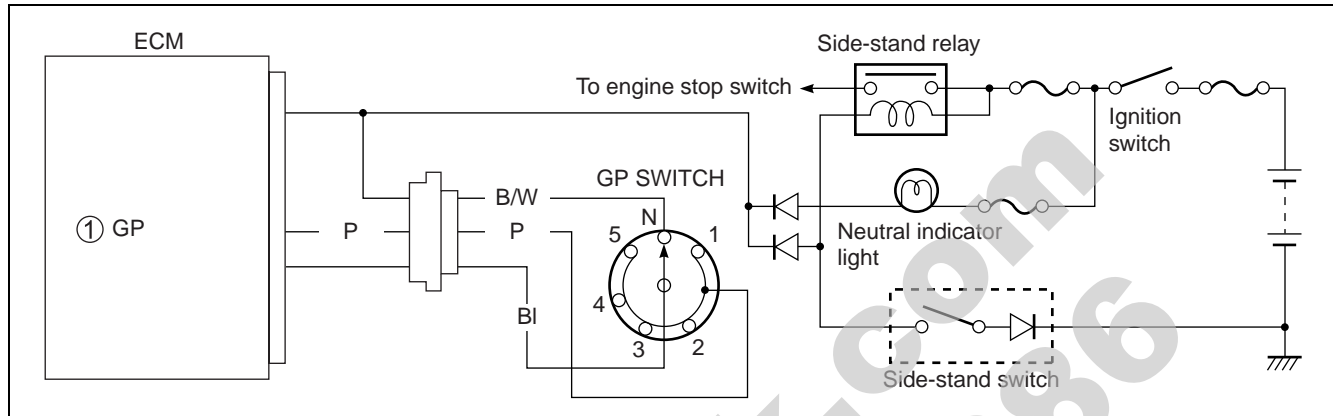 ECM
① GP
P
B/W
P
Bl
GP SWITCH
N
1
2
3
4
5
Side-stand relay
To engine stop switch
Ignition
switch
Neutral indicator
light
Side-stand switch